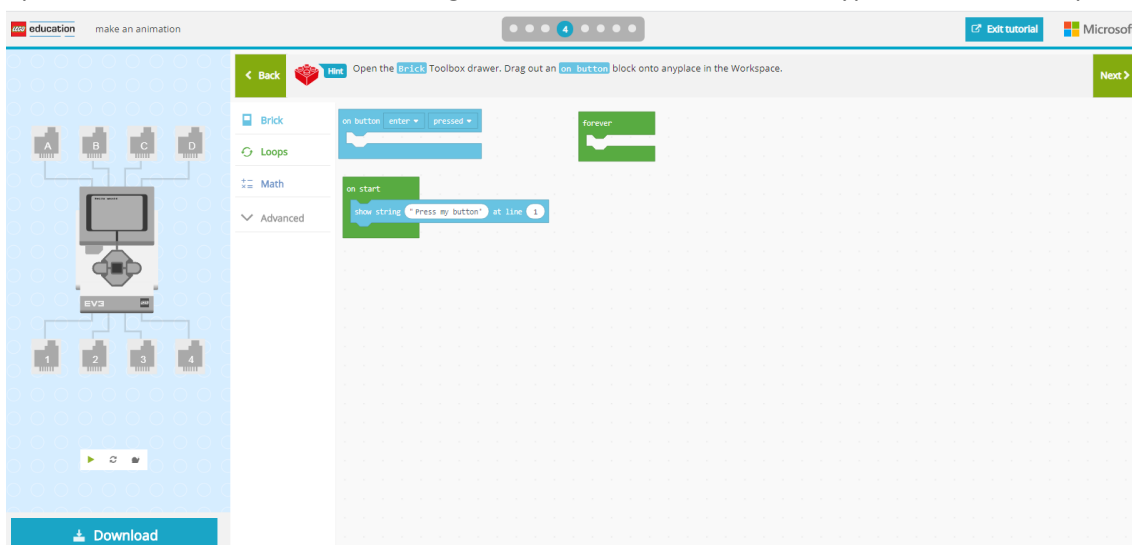 LEGO education make an animation 4 Exit tutorial Microsof
Back Hint Open the Brick Toolbox drawer. Drag out an on button block onto anyplace in the Workspace. Next
Brick
Loops
Math
Advanced
on button enter pressed
forever
on start
show string "Press my button" at line 1
A B C D
EV3
1 2 3 4
Download